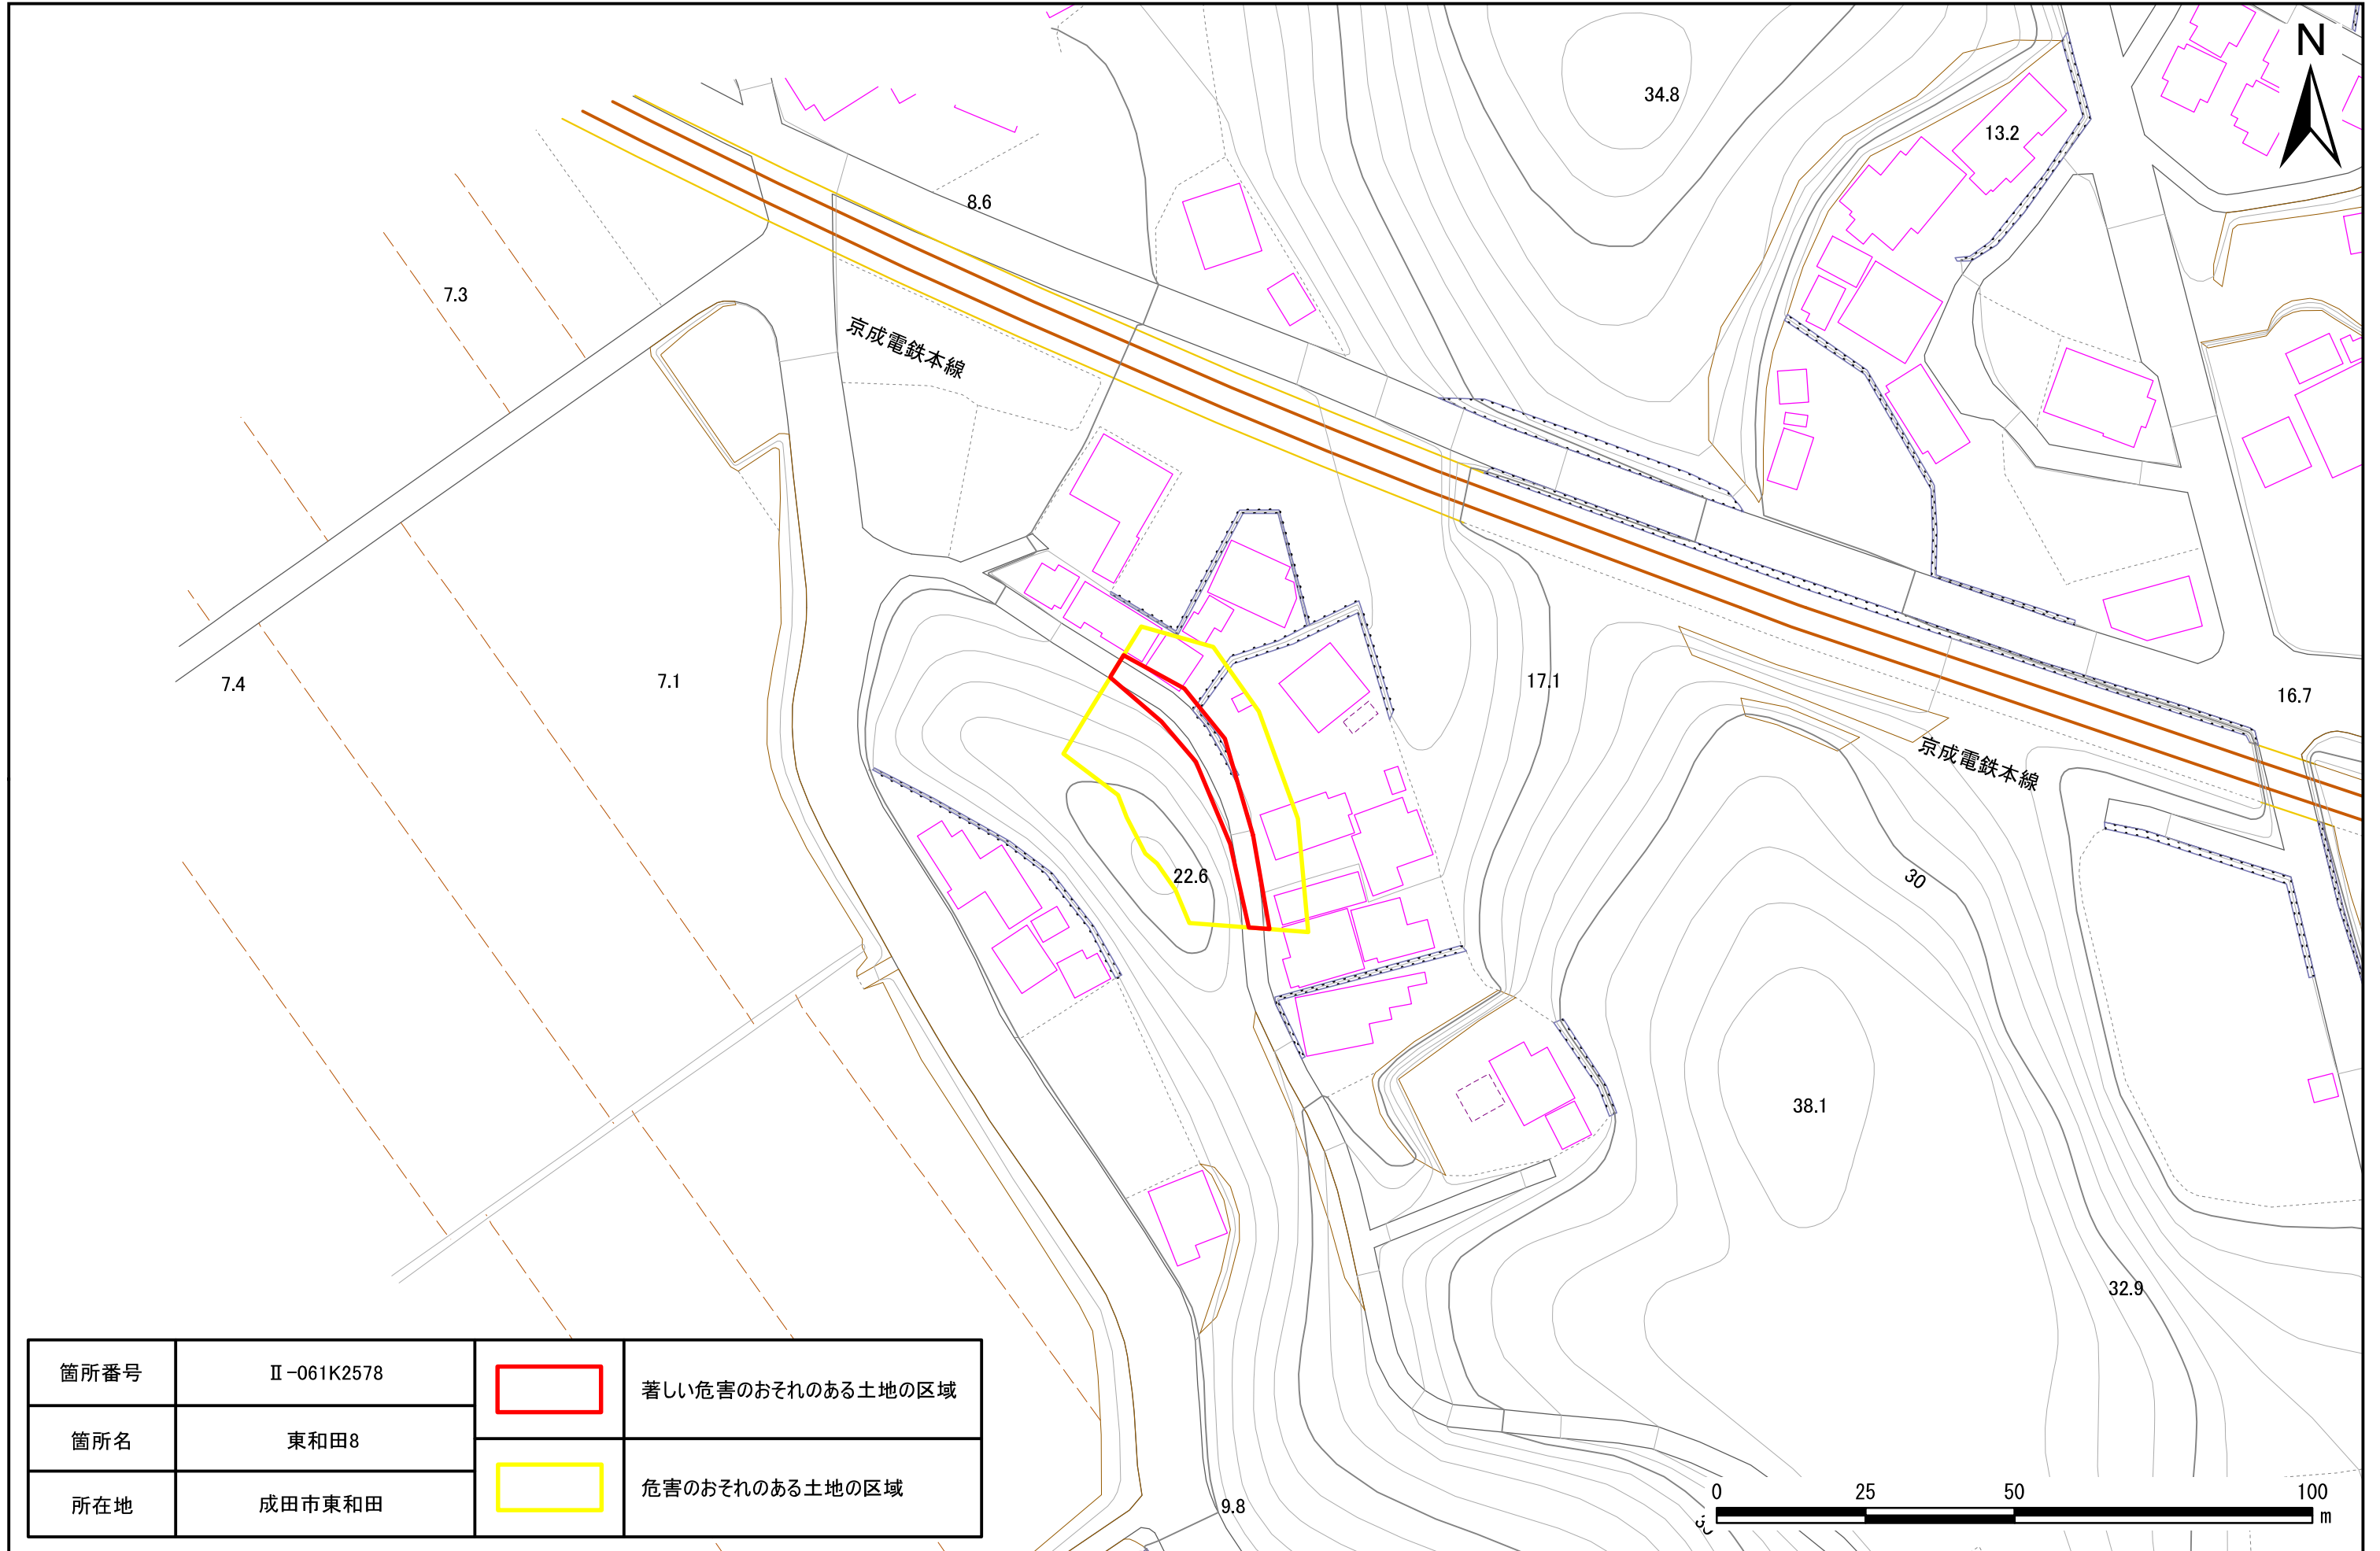 N
34.8
13.2
8.6
7.3
京成電鉄本線
7.4
7.1
17.1
16.7
京成電鉄本線
22.6
30
38.1
32.9
9.8
箇所番号 Ⅱ-061K2578
箇所名 東和田8
所在地 成田市東和田
著しい危害のおそれのある土地の区域
危害のおそれのある土地の区域
0 25 50 100
m